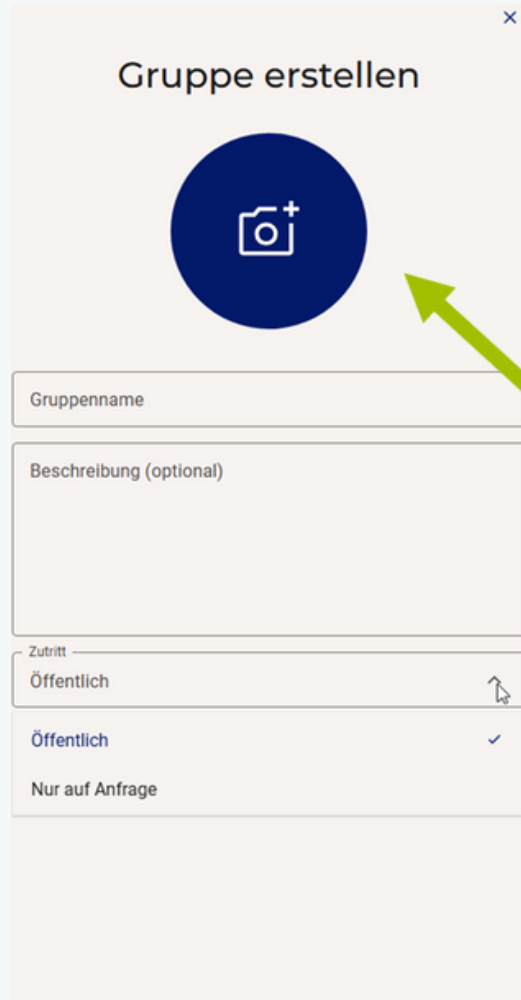 Gruppe erstellen
Gruppenname
Beschreibung (optional)
Zutritt
Öffentlich
Öffentlich
Nur auf Anfrage